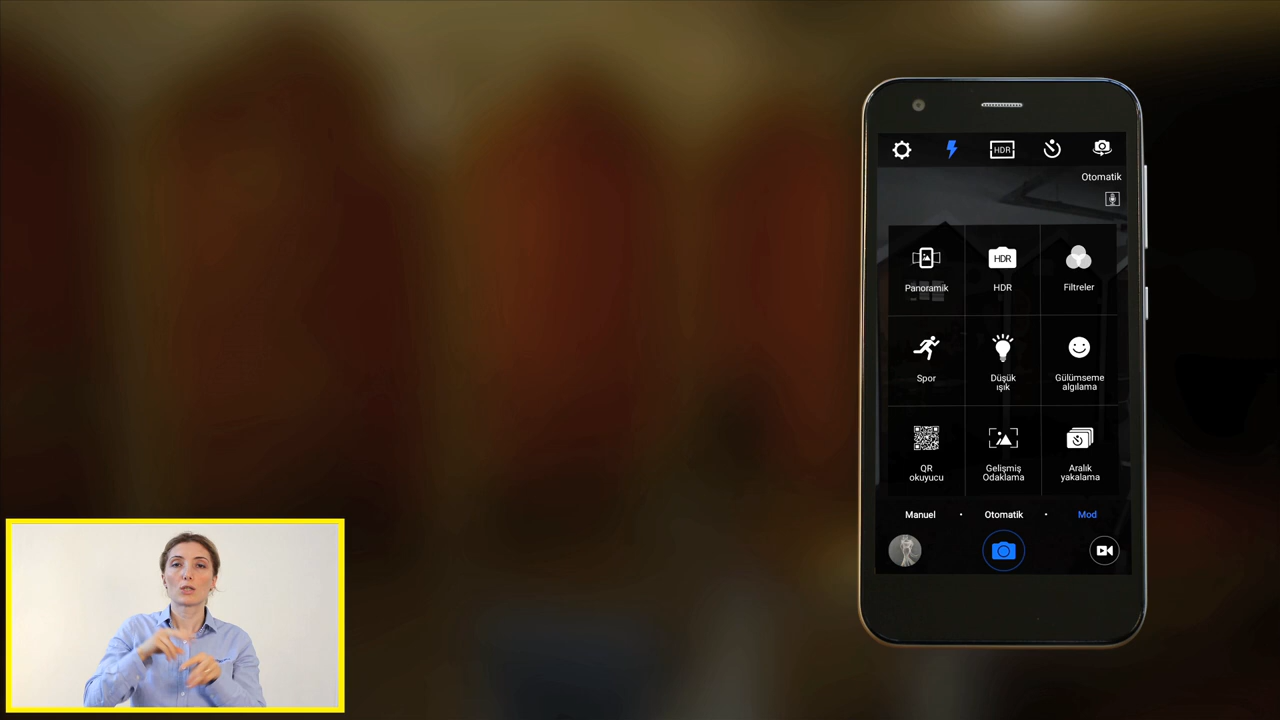 HDR
Otomatik
HDR
Panoramik
HDR
Filtreler
Spor
Düşük
ışık
Gülümseme
algılama
QR
okuyucu
Gelişmiş
Odaklama
Aralık
yakalama
Manuel · Otomatik · Mod